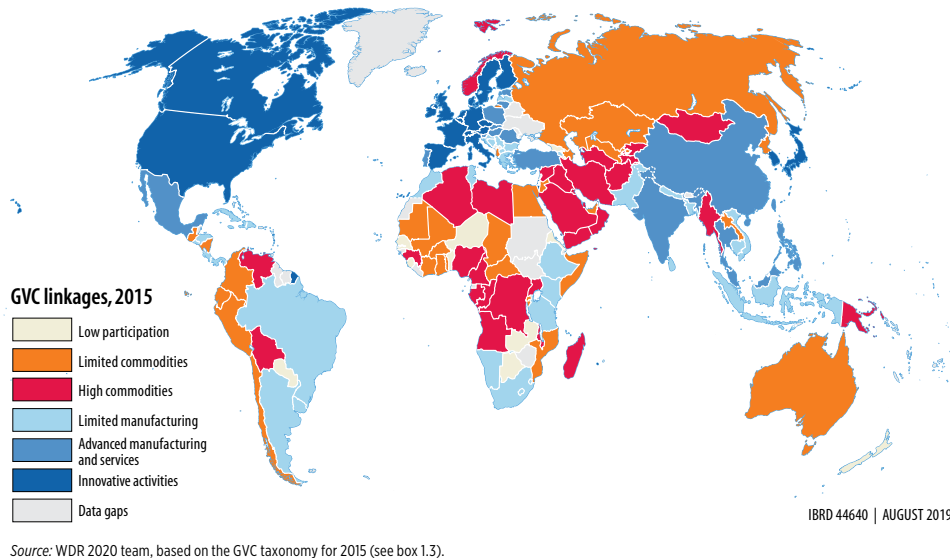 GVC linkages, 2015
Low participation
Limited commodities
High commodities
Limited manufacturing
Advanced manufacturing
and services
Innovative activities
Data gaps
IBRD 44640 | AUGUST 2019
Source: WDR 2020 team, based on the GVC taxonomy for 2015 (see box 1.3).